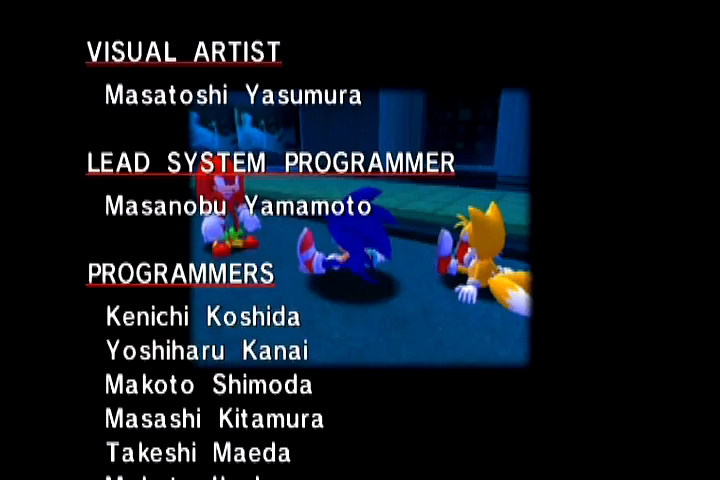 VISUAL ARTIST
Masatoshi Yasumura
LEAD SYSTEM PROGRAMMER
Masanobu Yamamoto
PROGRAMMERS
Kenichi Koshida
Yoshiharu Kanai
Makoto Shimoda
Masashi Kitamura
Takeshi Maeda